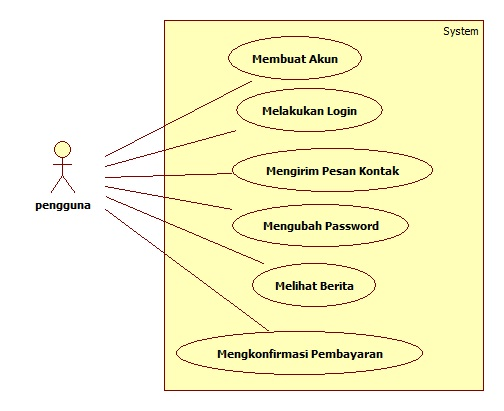 System
Membuat Akun
Melakukan Login
Mengirim Pesan Kontak
pengguna
Mengubah Password
Melihat Berita
Mengkonfirmasi Pembayaran